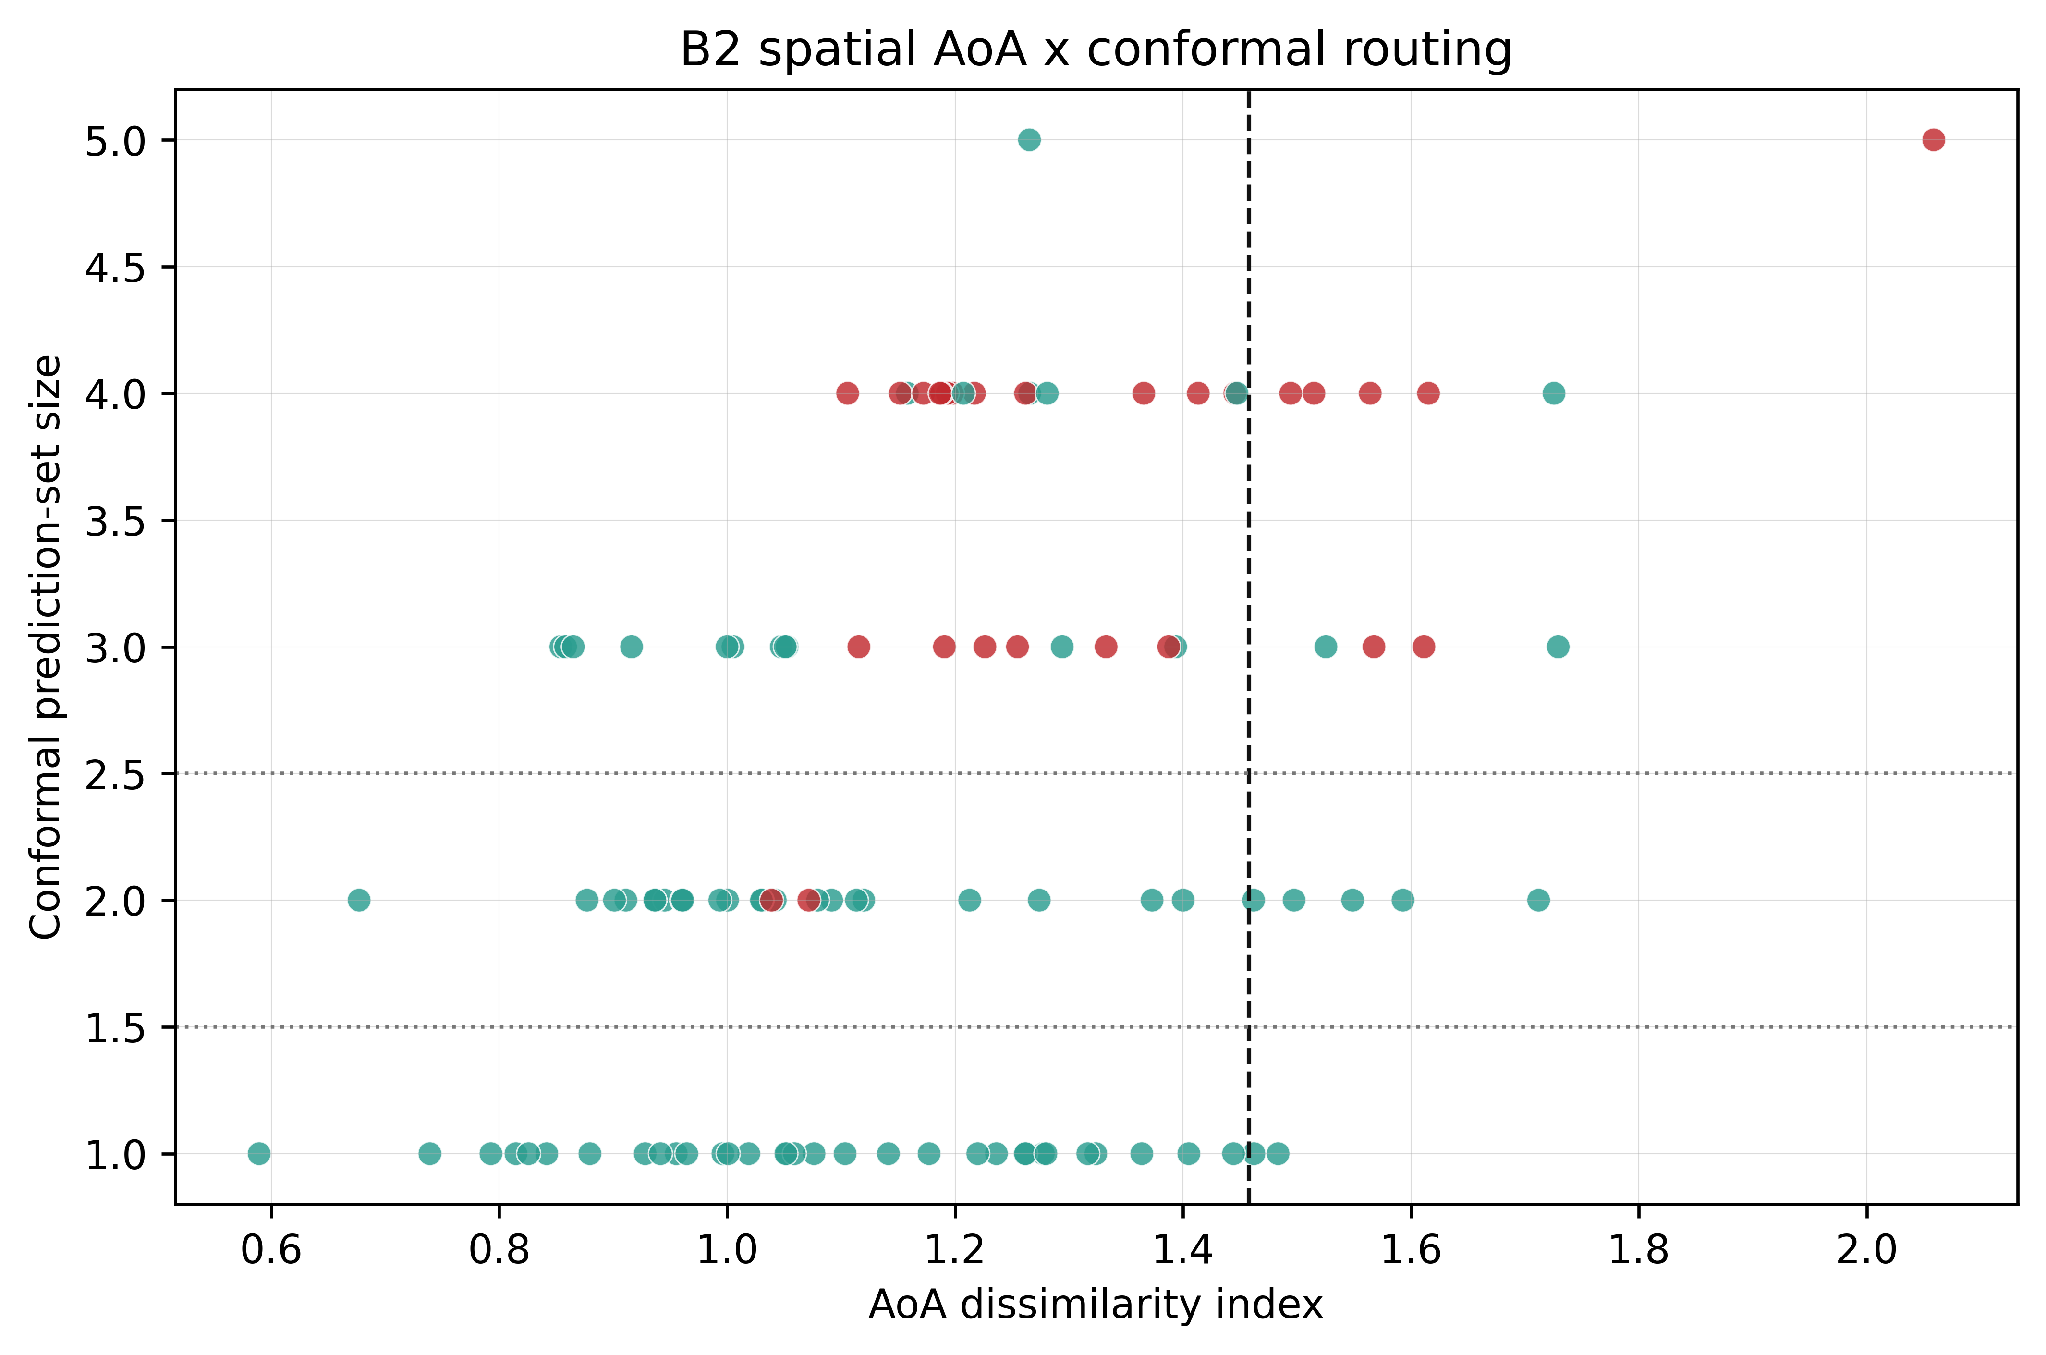 B2 spatial AoA x conformal routing
5.0
4.5
4.0
3.5
3.0
2.5
2.0
1.5
1.0
Conformal prediction-set size
0.6 0.8 1.0 1.2 1.4 1.6 1.8 2.0
AoA dissimilarity index